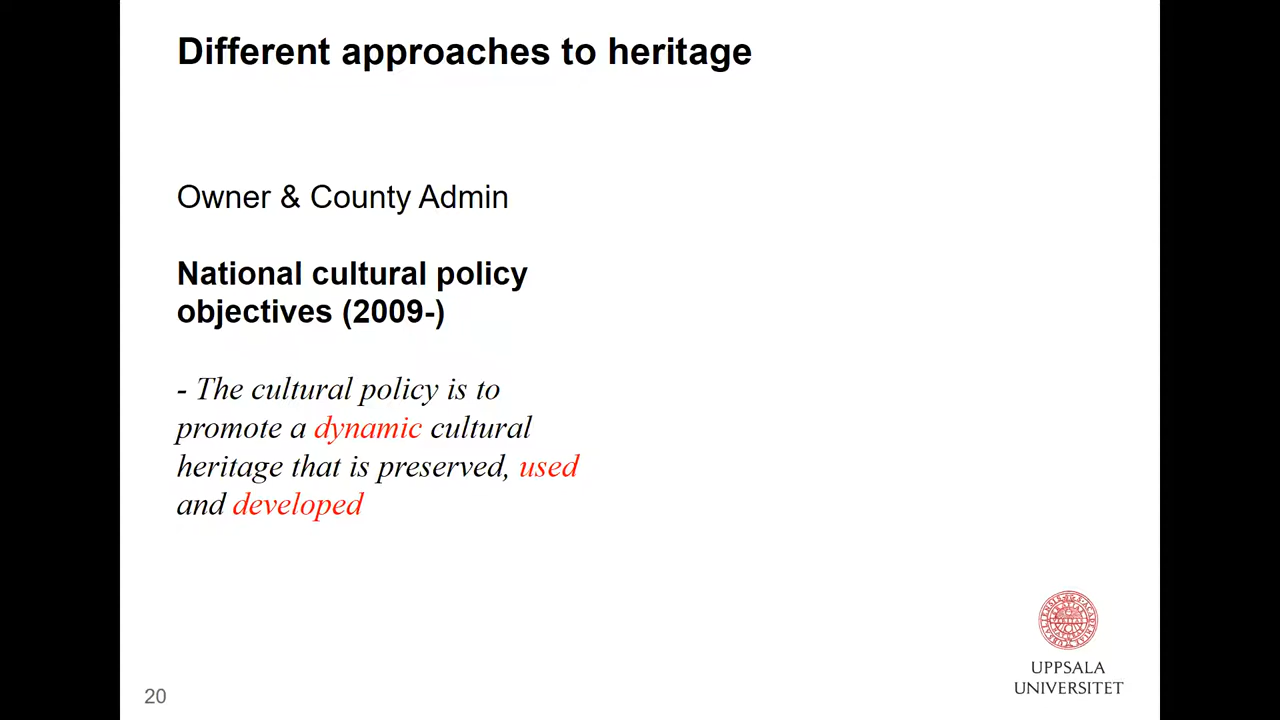 Different approaches to heritage
Owner & County Admin
National cultural policy
objectives (2009-)
- The cultural policy is to
promote a dynamic cultural
heritage that is preserved, used
and developed
UPPSALA
UNIVERSITET
20